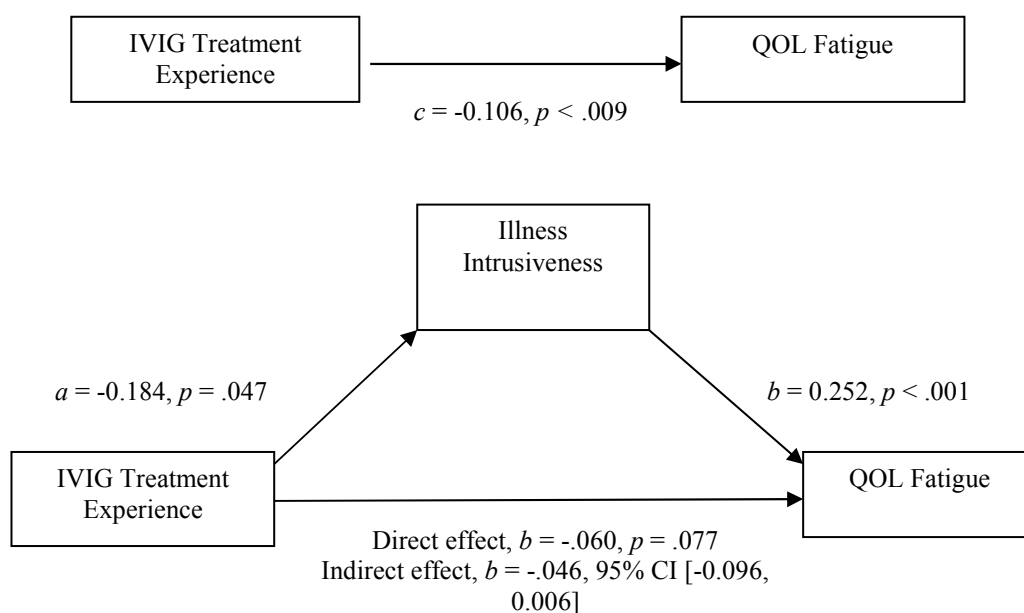 IVIG Treatment
Experience
QOL Fatigue
c = -0.106, p < .009
Illness
Intrusiveness
a = -0.184, p = .047
b = 0.252, p < .001
IVIG Treatment
Experience
QOL Fatigue
Direct effect, b = -.060, p = .077
Indirect effect, b = -.046, 95% CI [-0.096,
0.006]